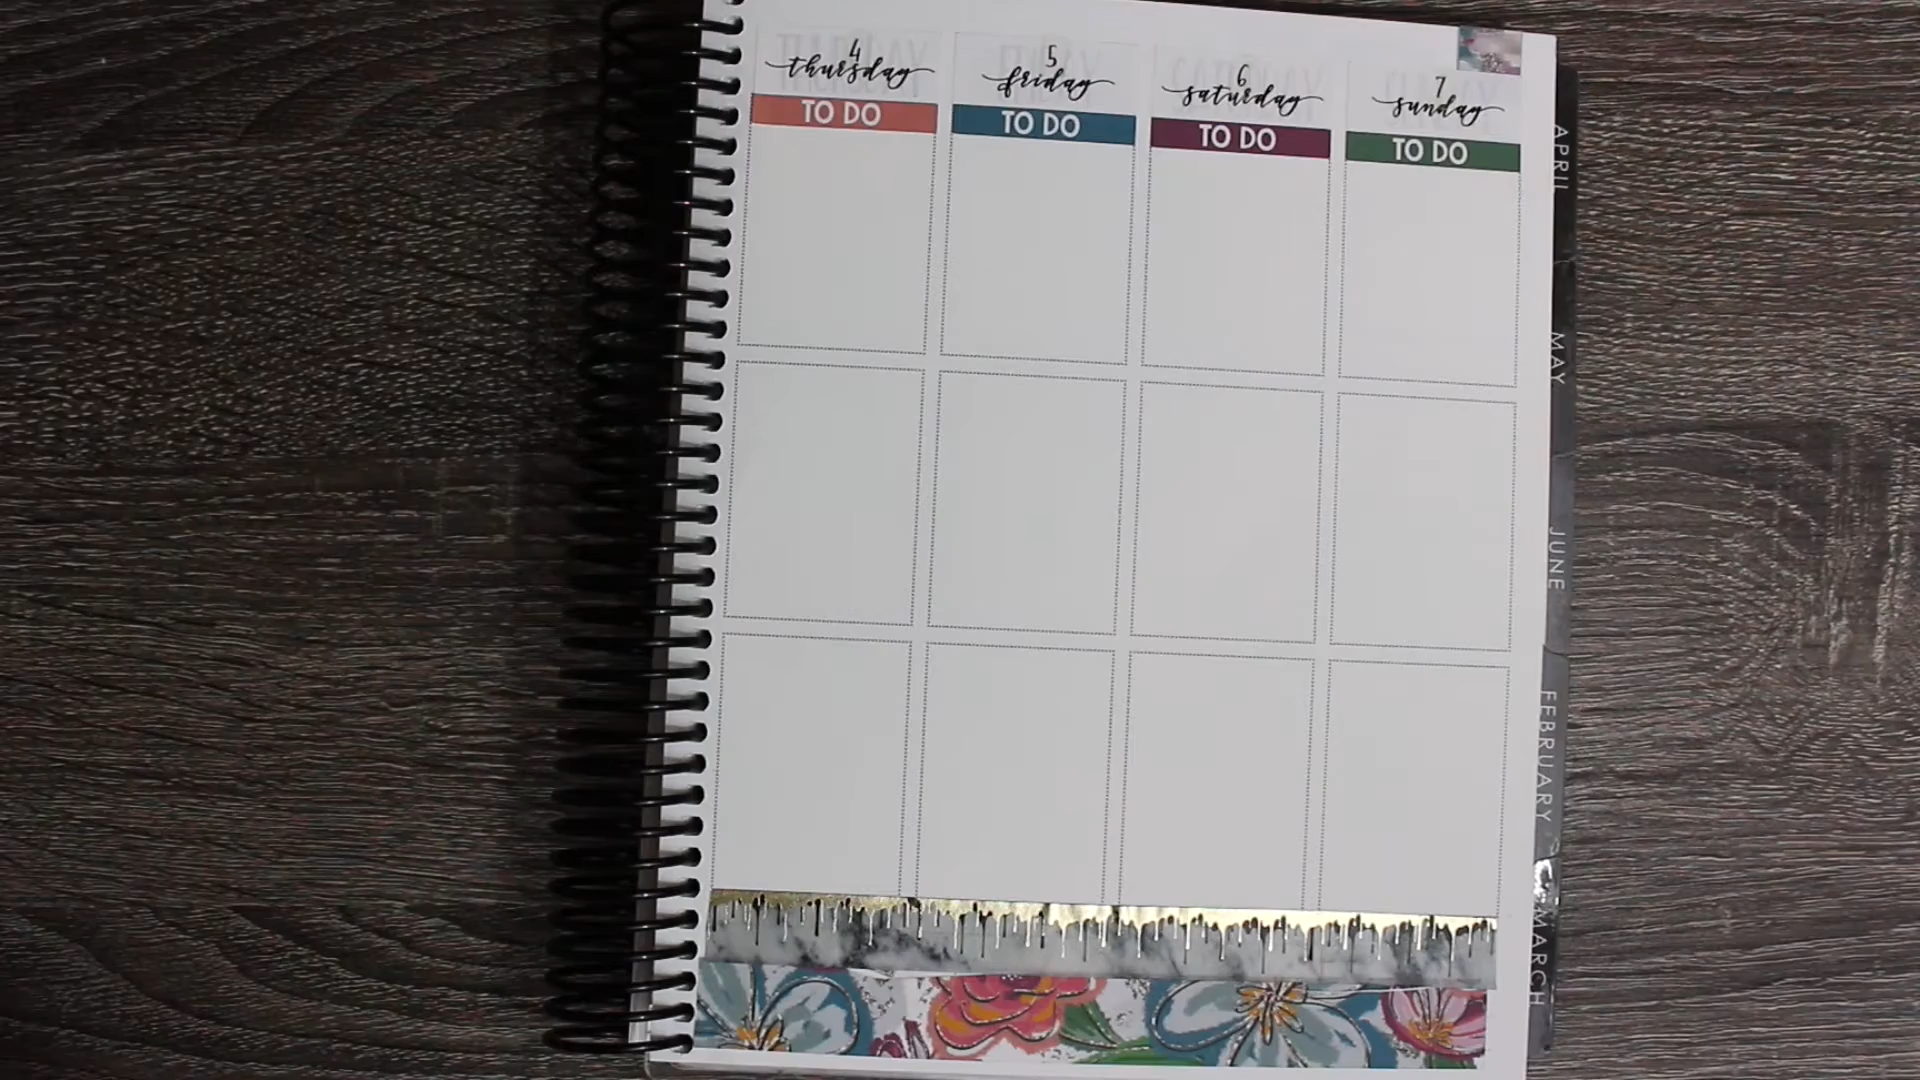 4 5 6 7
thursday friday saturday sunday
TO DO TO DO TO DO TO DO
APRIL
MAY
JUNE
FEBRUARY
MARCH